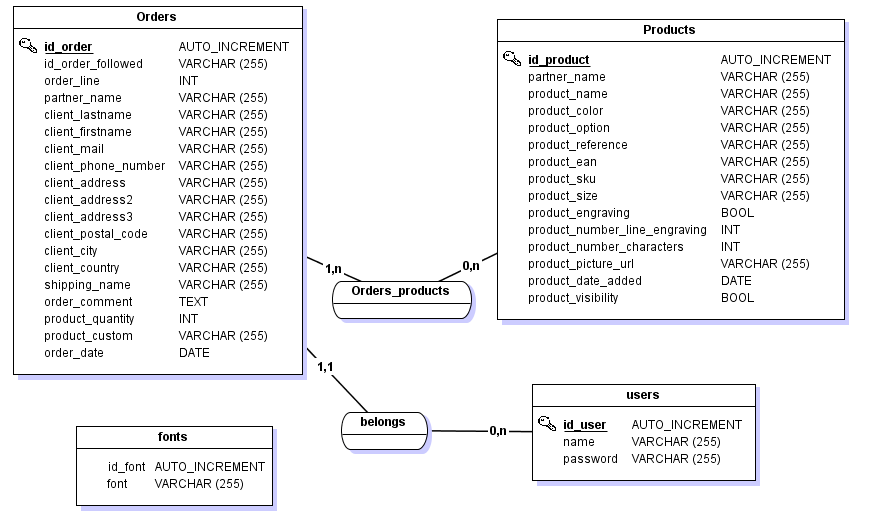 Orders
id_order AUTO_INCREMENT
id_order_followed VARCHAR (255)
order_line INT
partner_name VARCHAR (255)
client_lastname VARCHAR (255)
client_firstname VARCHAR (255)
client_mail VARCHAR (255)
client_phone_number VARCHAR (255)
client_address VARCHAR (255)
client_address2 VARCHAR (255)
client_address3 VARCHAR (255)
client_postal_code VARCHAR (255)
client_city VARCHAR (255)
client_country VARCHAR (255)
shipping_name VARCHAR (255)
order_comment TEXT
product_quantity INT
product_custom VARCHAR (255)
order_date DATE
Products
id_product AUTO_INCREMENT
partner_name VARCHAR (255)
product_name VARCHAR (255)
product_color VARCHAR (255)
product_option VARCHAR (255)
product_reference VARCHAR (255)
product_ean VARCHAR (255)
product_sku VARCHAR (255)
product_size VARCHAR (255)
product_engraving BOOL
product_number_line_engraving INT
product_number_characters INT
product_picture_url VARCHAR (255)
product_date_added DATE
product_visibility BOOL
1,n
0,n
Orders_products
1,1
belongs
0,n
users
id_user AUTO_INCREMENT
name VARCHAR (255)
password VARCHAR (255)
fonts
id_font AUTO_INCREMENT
font VARCHAR (255)